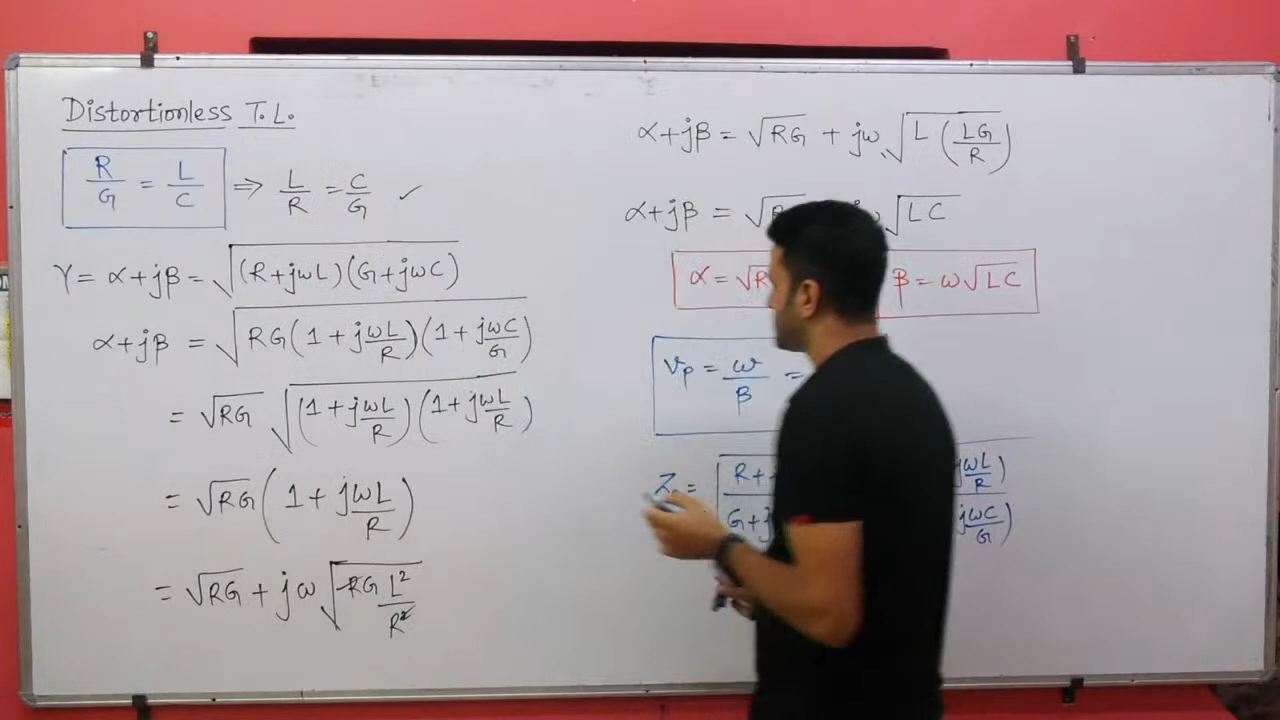 Distortionless T.L.
R/G = L/C ⇒ L/R = C/G ✓
γ = α+jβ = √(R+jωL)(G+jωC)
α+jβ = √RG(1+jωL/R)(1+jωC/G)
= √RG √(1+jωL/R)(1+jωL/R)
= √RG (1+jωL/R)
= √RG + jω √RG L²/R²
α+jβ = √RG + jω √L(LG/R)
α+jβ = √ jω √LC
α = √R β = ω√LC
Vp = ω/β =
= √R+ jωL/R)
G+j jωC/G)